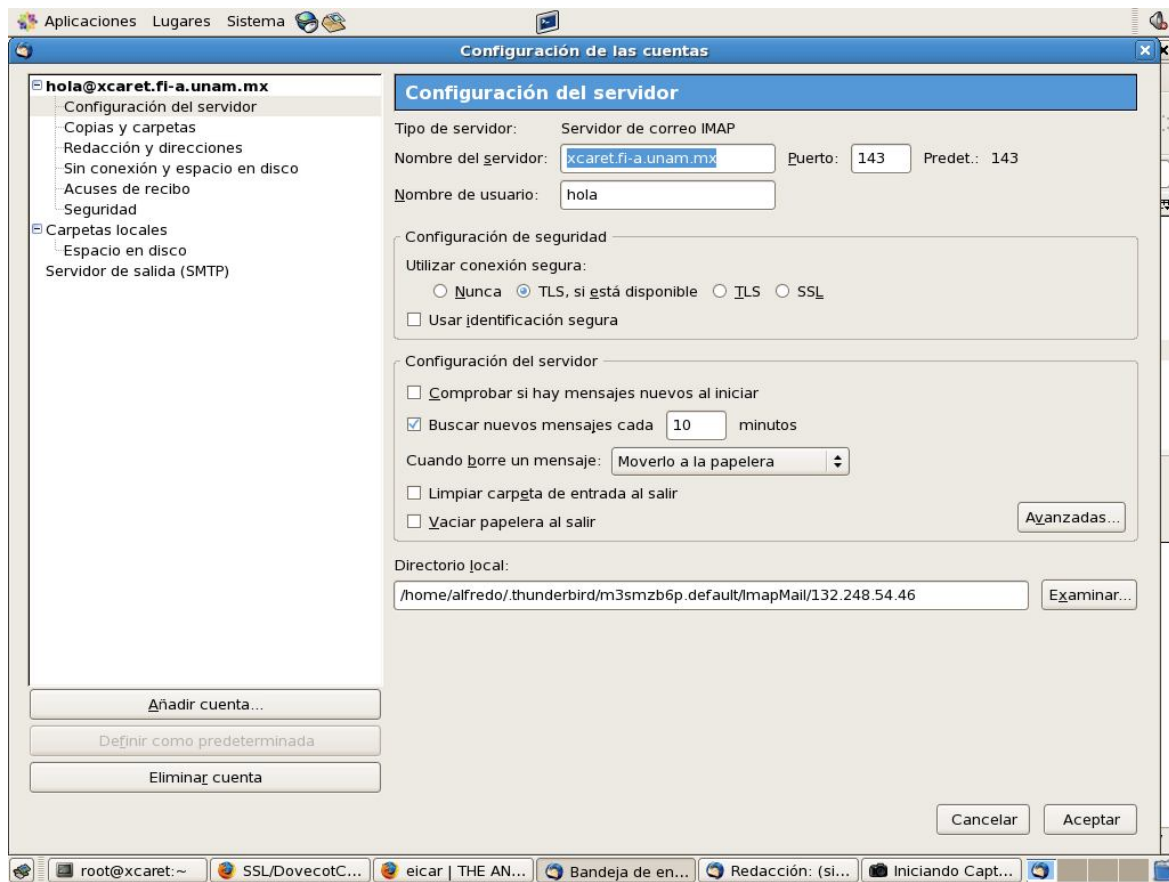 Aplicaciones Lugares Sistema
Configuración de las cuentas
hola@xcaret.fi-a.unam.mx
Configuración del servidor
Copias y carpetas
Redacción y direcciones
Sin conexión y espacio en disco
Acuses de recibo
Seguridad
Carpetas locales
Espacio en disco
Servidor de salida (SMTP)
Añadir cuenta...
Definir como predeterminada
Eliminar cuenta
Configuración del servidor
Tipo de servidor: Servidor de correo IMAP
Nombre del servidor: xcaret.fi-a.unam.mx Puerto: 143 Predet.: 143
Nombre de usuario: hola
Configuración de seguridad
Utilizar conexión segura:
Nunca TLS, si está disponible TLS SSL
Usar identificación segura
Configuración del servidor
Comprobar si hay mensajes nuevos al iniciar
Buscar nuevos mensajes cada 10 minutos
Cuando borre un mensaje: Moverlo a la papelera
Limpiar carpeta de entrada al salir
Vaciar papelera al salir
Avanzadas...
Directorio local:
/home/alfredo/.thunderbird/m3smzb6p.default/ImapMail/132.248.54.46 Examinar...
Cancelar Aceptar
root@xcaret:~ SSL/DovecotC... eicar | THE AN... Bandeja de en... Redacción: (si... Iniciando Capt...